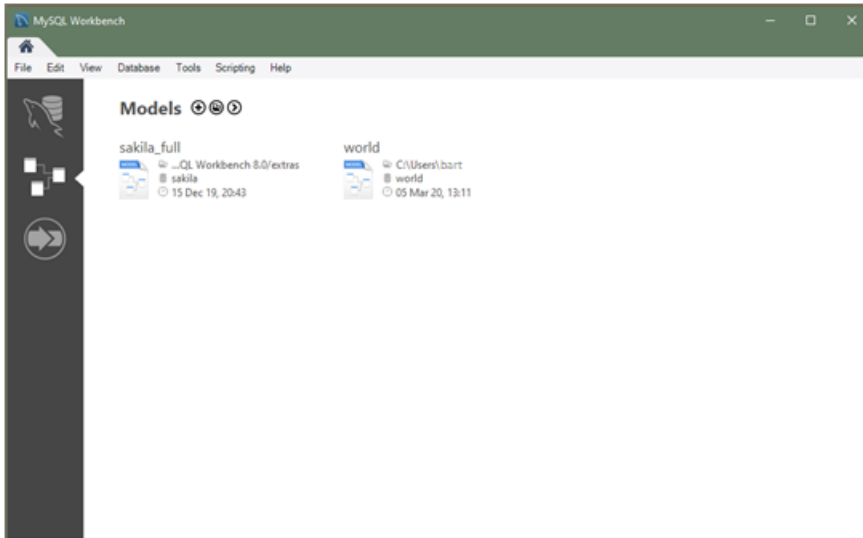 MySQL Workbench
File Edit View Database Tools Scripting Help
Models
sakila_full
...QL Workbench 8.0/extras
sakila
15 Dec 19, 20:43
world
C:\Users\bart
world
05 Mar 20, 13:11